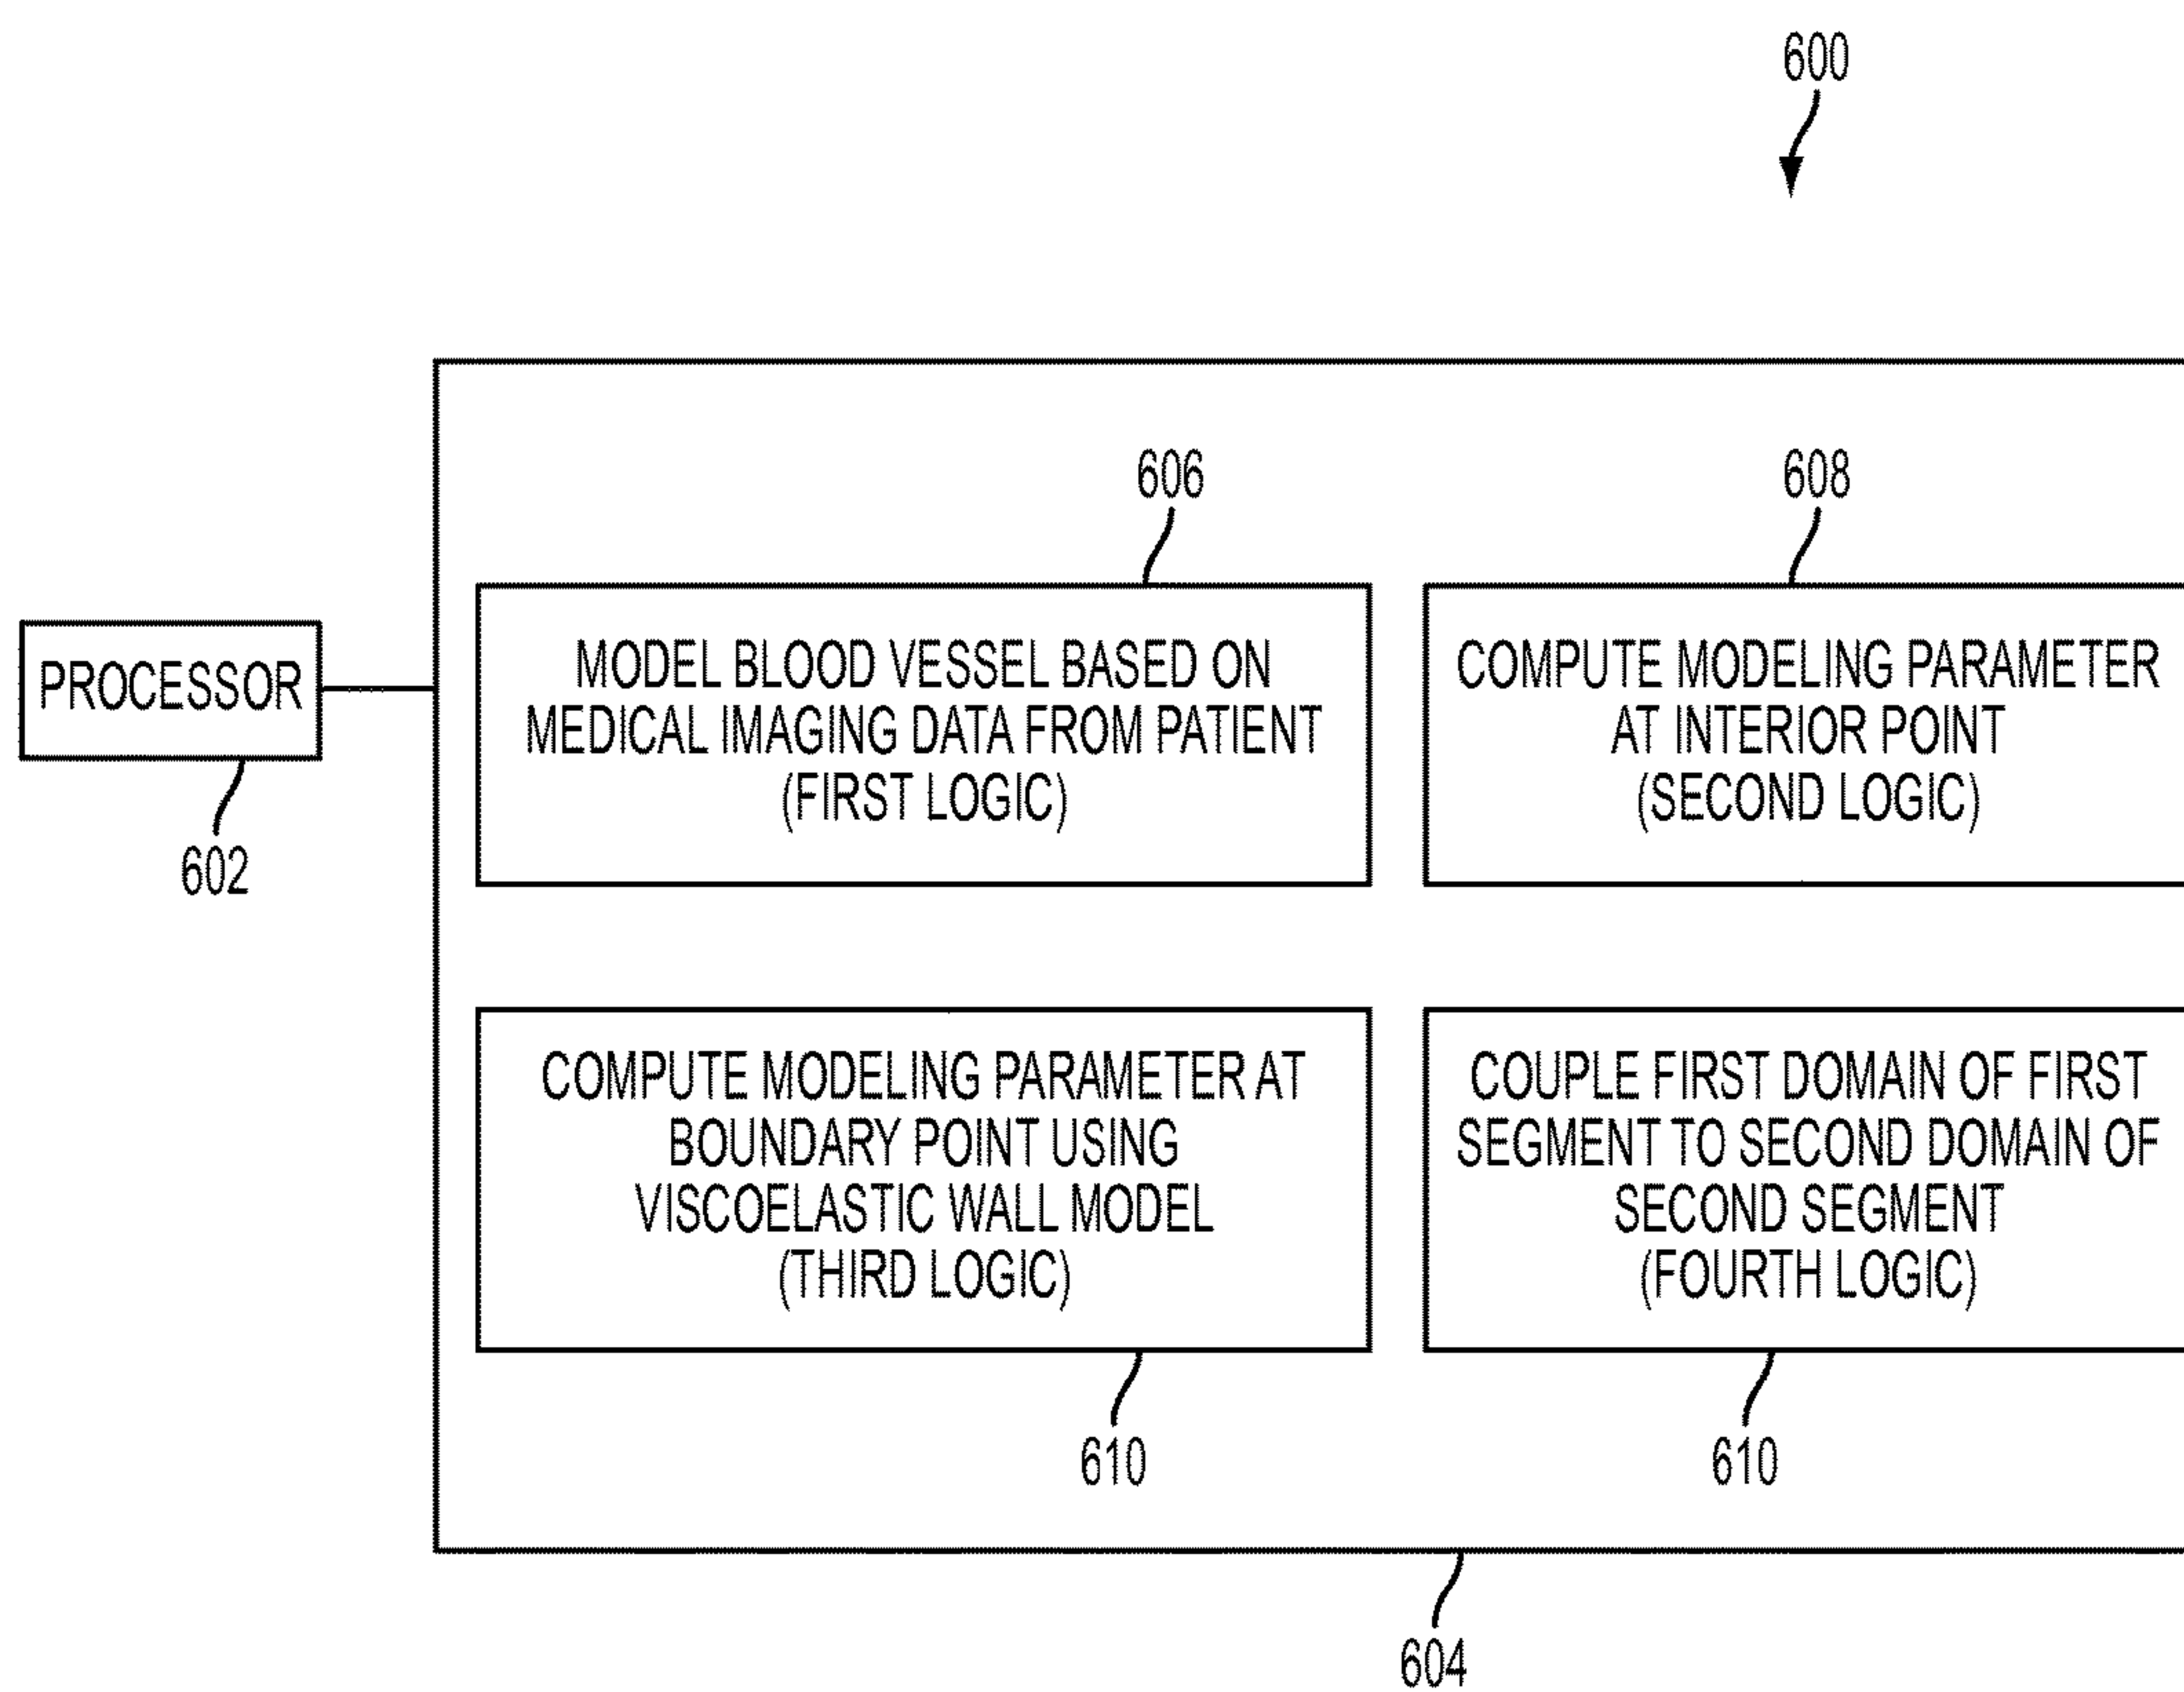 600
606
608
PROCESSOR
602
MODEL BLOOD VESSEL BASED ON
MEDICAL IMAGING DATA FROM PATIENT
(FIRST LOGIC)
COMPUTE MODELING PARAMETER
AT INTERIOR POINT
(SECOND LOGIC)
COMPUTE MODELING PARAMETER AT
BOUNDARY POINT USING
VISCOELASTIC WALL MODEL
(THIRD LOGIC)
COUPLE FIRST DOMAIN OF FIRST
SEGMENT TO SECOND DOMAIN OF
SECOND SEGMENT
(FOURTH LOGIC)
610
610
604